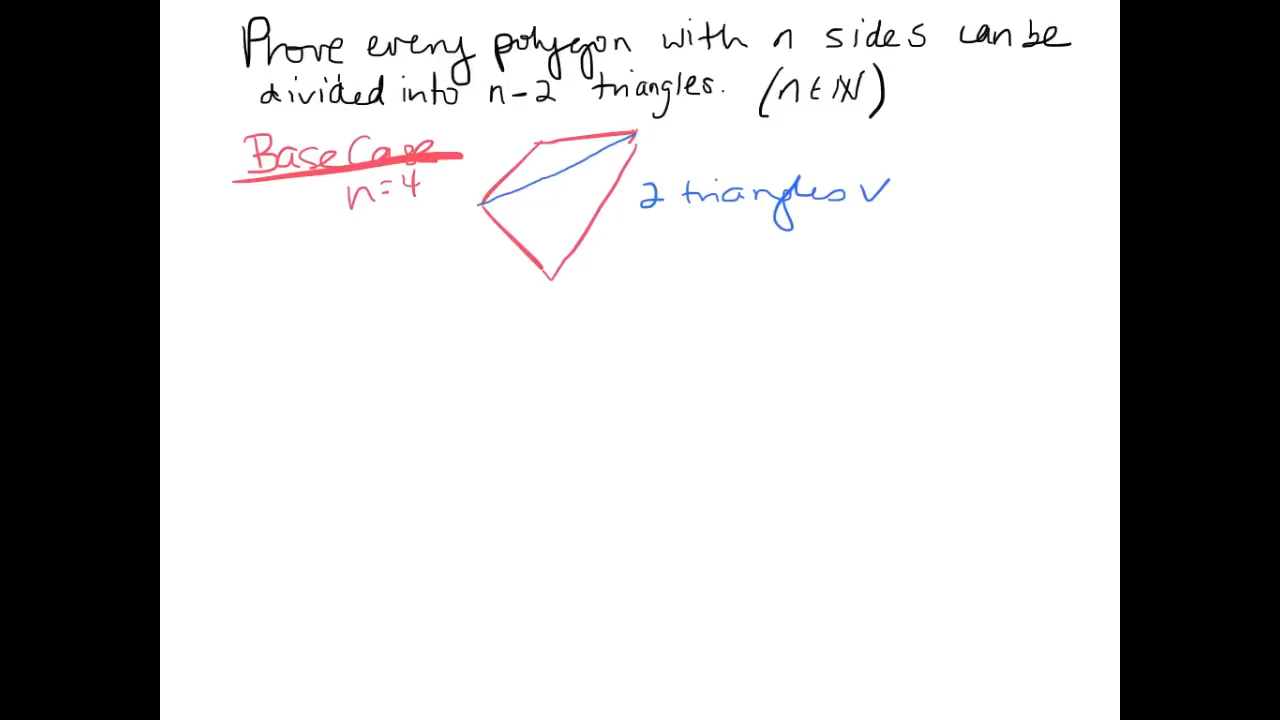 Prove every polygon with n sides can be
divided into n-2 triangles. (n ∈ ℕ)
Base Case
n=4
2 triangles ✓